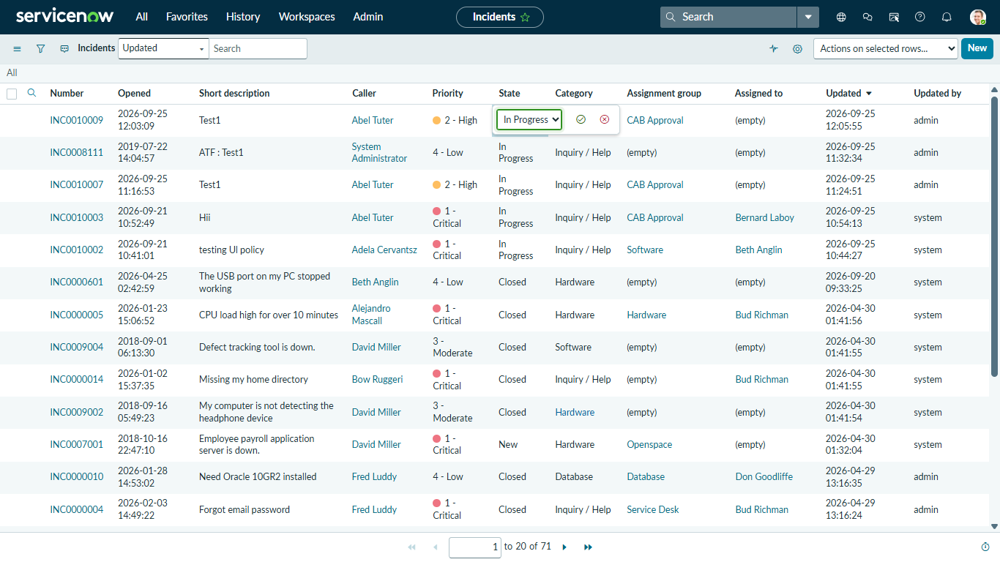 servicenow All Favorites History Workspaces Admin Incidents Search
Incidents Updated Search Actions on selected rows... New
All
Number Opened Short description Caller Priority State Category Assignment group Assigned to Updated Updated by
INC0010009 2026-09-25 12:03:09 Test1 Abel Tuter 2 - High In Progress CAB Approval (empty) 2026-09-25 12:05:55 admin
INC0008111 2019-07-22 14:04:57 ATF : Test1 System Administrator 4 - Low In Progress Inquiry / Help (empty) (empty) 2026-09-25 11:32:34 admin
INC0010007 2026-09-25 11:16:53 Test1 Abel Tuter 2 - High In Progress Inquiry / Help CAB Approval (empty) 2026-09-25 11:24:51 admin
INC0010003 2026-09-21 10:52:49 Hii Abel Tuter 1 - Critical In Progress Inquiry / Help CAB Approval Bernard Laboy 2026-09-25 10:54:13 system
INC0010002 2026-09-21 10:41:01 testing UI policy Adela Cervantsz 1 - Critical In Progress Inquiry / Help Software Beth Anglin 2026-09-25 10:44:27 system
INC0000601 2026-04-25 02:42:59 The USB port on my PC stopped working Beth Anglin 4 - Low Closed Hardware (empty) (empty) 2026-09-20 09:33:25 system
INC0000005 2026-01-23 15:06:52 CPU load high for over 10 minutes Alejandro Mascall 1 - Critical Closed Hardware Hardware Bud Richman 2026-04-30 01:41:56 system
INC0009004 2018-09-01 06:13:30 Defect tracking tool is down. David Miller 3 - Moderate Closed Software (empty) (empty) 2026-04-30 01:41:55 system
INC0000014 2026-01-02 15:37:35 Missing my home directory Bow Ruggeri 1 - Critical Closed Inquiry / Help (empty) Bud Richman 2026-04-30 01:41:55 system
INC0009002 2018-09-16 05:49:23 My computer is not detecting the headphone device David Miller 3 - Moderate Closed Hardware Hardware (empty) 2026-04-30 01:41:54 system
INC0007001 2018-10-16 22:47:10 Employee payroll application server is down. David Miller 1 - Critical New Hardware Openspace (empty) 2026-04-30 01:32:04 system
INC0000010 2026-01-28 14:53:02 Need Oracle 10GR2 installed Fred Luddy 4 - Low Closed Database Database Don Goodliffe 2026-04-29 13:16:35 admin
INC0000004 2026-02-03 14:49:22 Forgot email password Fred Luddy 1 - Critical Closed Inquiry / Help Service Desk Bud Richman 2026-04-29 13:16:24 admin
1 to 20 of 71